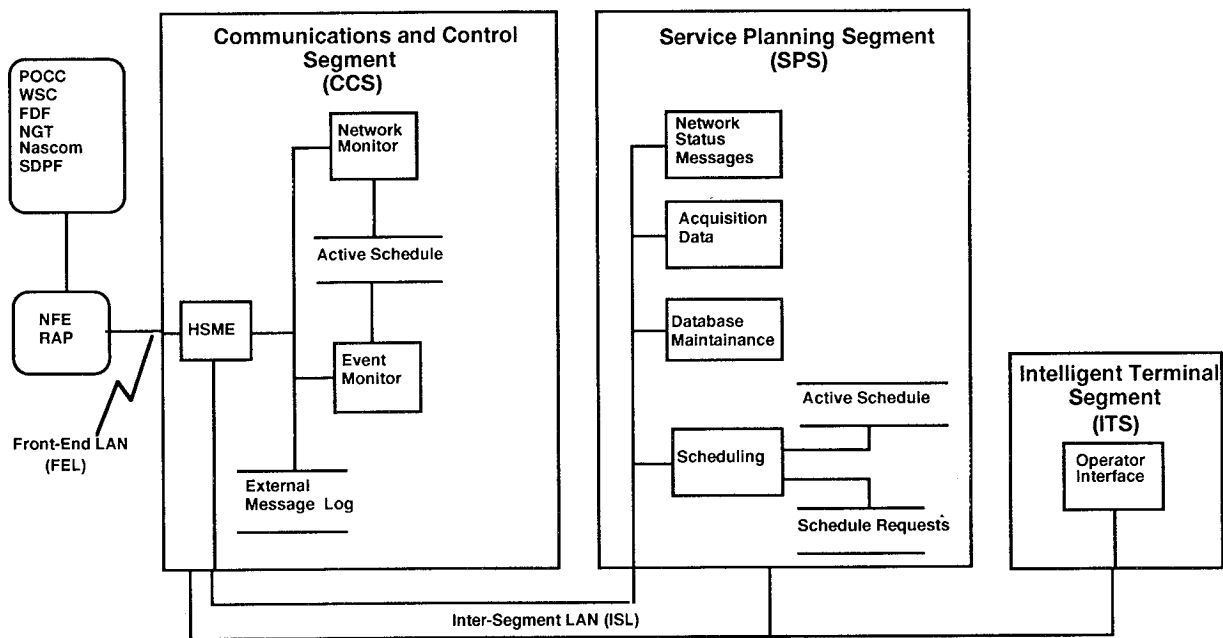 POCC
WSC
FDF
NGT
Nascom
SDPF
NFE
RAP
Front-End LAN
(FEL)
Communications and Control
Segment
(CCS)
Network
Monitor
Active Schedule
HSME
Event
Monitor
External
Message Log
Service Planning Segment
(SPS)
Network
Status
Messages
Acquisition
Data
Database
Maintainance
Active Schedule
Scheduling
Schedule Requests
Intelligent Terminal
Segment
(ITS)
Operator
Interface
Inter-Segment LAN (ISL)